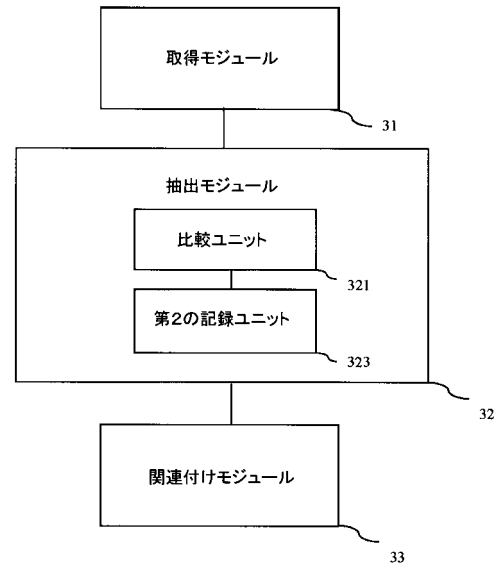 取得モジュール
31
抽出モジュール
比較ユニット
321
第2の記録ユニット
323
32
関連付けモジュール
33